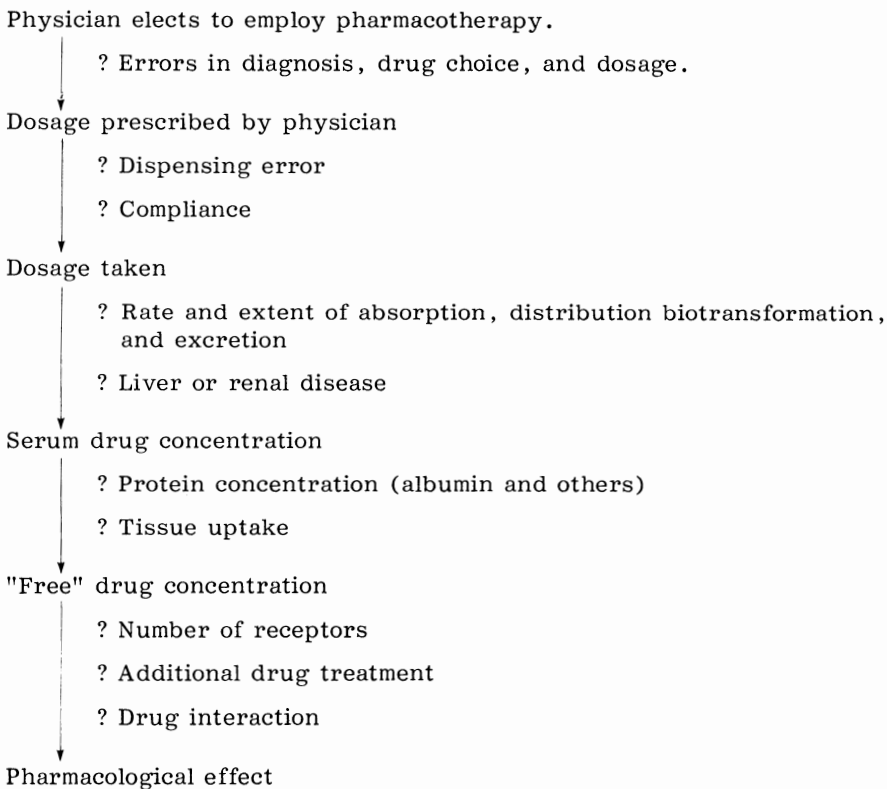 Physician elects to employ pharmacotherapy.
? Errors in diagnosis, drug choice, and dosage.
Dosage prescribed by physician
? Dispensing error
? Compliance
Dosage taken
? Rate and extent of absorption, distribution biotransformation,
and excretion
? Liver or renal disease
Serum drug concentration
? Protein concentration (albumin and others)
? Tissue uptake
"Free" drug concentration
? Number of receptors
? Additional drug treatment
? Drug interaction
Pharmacological effect